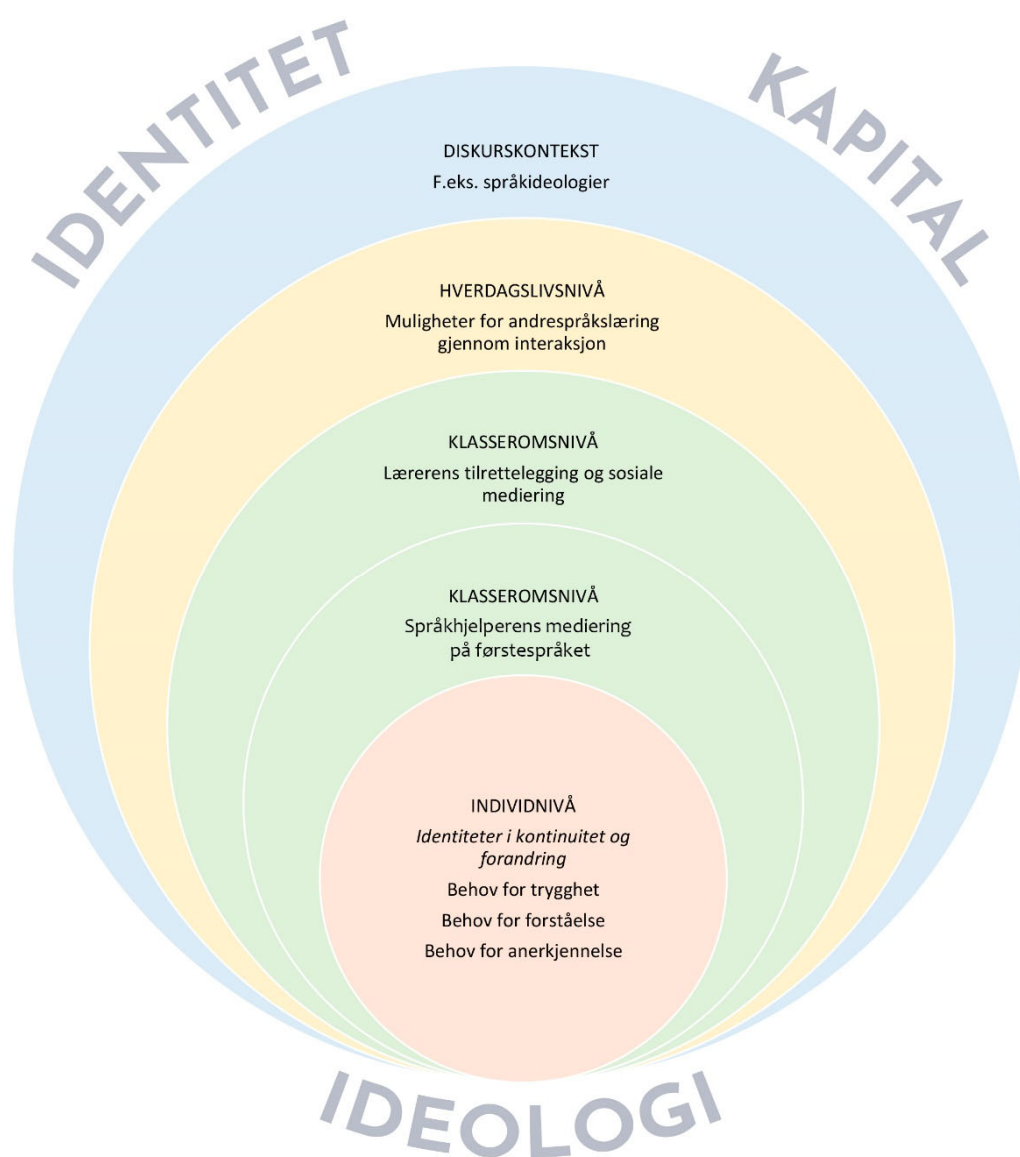 IDENTITET
KAPITAL
DISKURSKONTEKST
F.eks. språkideologier
HVERDAGSLIVSNIVÅ
Muligheter for andrespråkslæring
gjennom interaksjon
KLASSEROMSNIVÅ
Lærerens tilrettelegging og sosiale
mediering
KLASSEROMSNIVÅ
Språkhjelperens mediering
på førstespråket
INDIVIDNIVÅ
Identiteter i kontinuitet og
forandring
Behov for trygghet
Behov for forståelse
Behov for anerkjennelse
IDEOLOGI